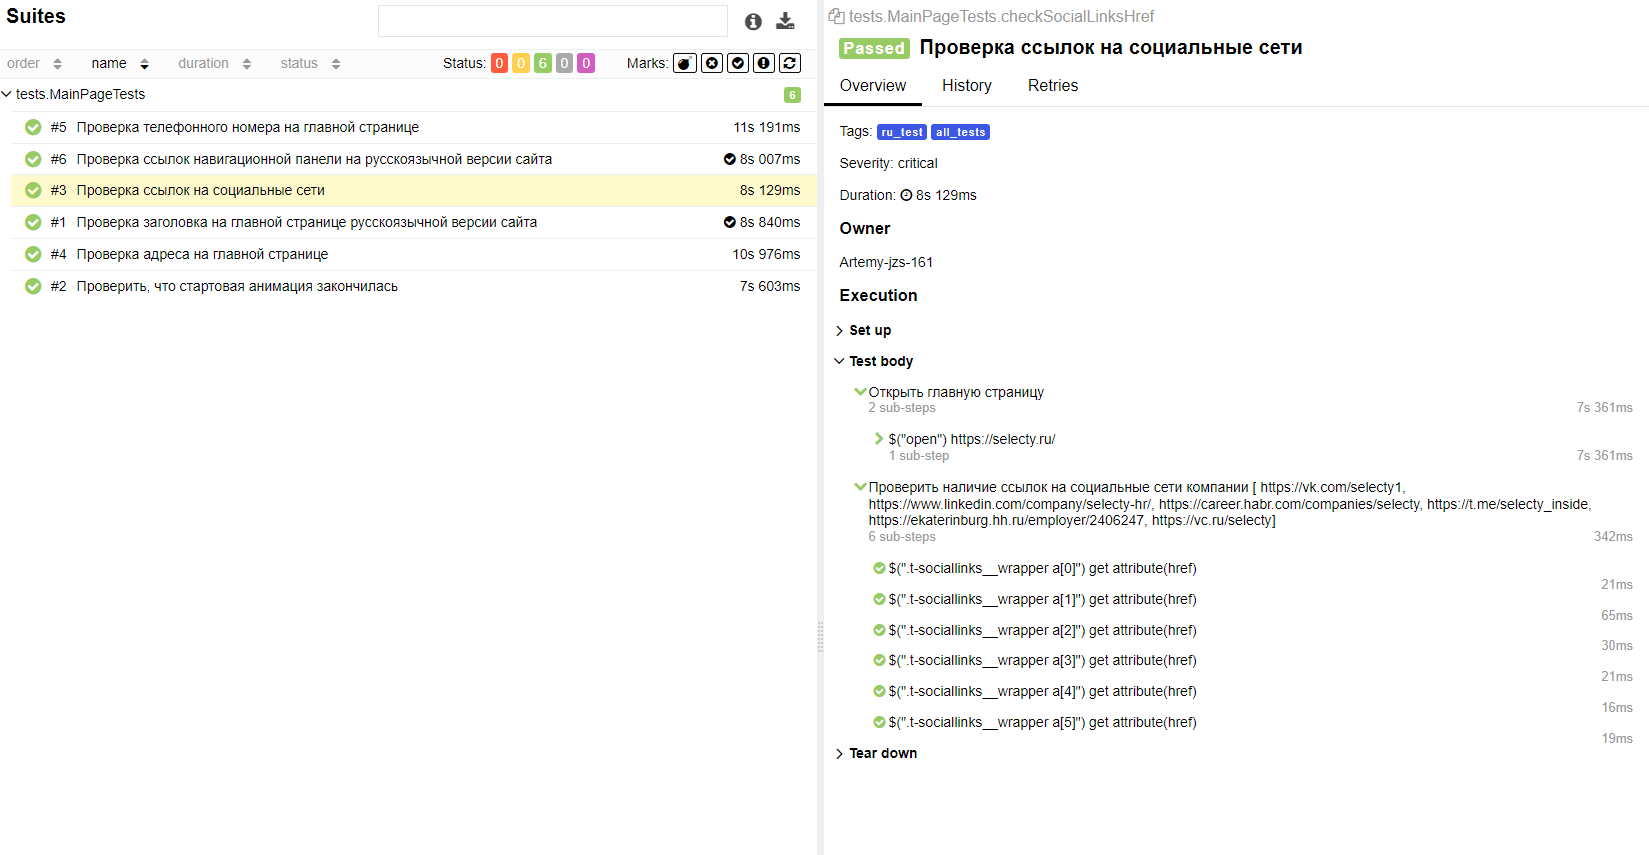 Suites
order name duration status Status: 0 0 6 0 0 Marks:
tests.MainPageTests 6
#5 Проверка телефонного номера на главной странице 11s 191ms
#6 Проверка ссылок навигационной панели на русскоязычной версии сайта 8s 007ms
#3 Проверка ссылок на социальные сети 8s 129ms
#1 Проверка заголовка на главной странице русскоязычной версии сайта 8s 840ms
#4 Проверка адреса на главной странице 10s 976ms
#2 Проверить, что стартовая анимация закончилась 7s 603ms
tests.MainPageTests.checkSocialLinksHref
Passed Проверка ссылок на социальные сети
Overview History Retries
Tags: ru_test all_tests
Severity: critical
Duration: 8s 129ms
Owner
Artemy-jzs-161
Execution
Set up
Test body
Открыть главную страницу
2 sub-steps 7s 361ms
$("open") https://selecty.ru/
1 sub-step 7s 361ms
Проверить наличие ссылок на социальные сети компании [ https://vk.com/selecty1,
https://www.linkedin.com/company/selecty-hr/, https://career.habr.com/companies/selecty, https://t.me/selecty_inside,
https://ekaterinburg.hh.ru/employer/2406247, https://vc.ru/selecty]
6 sub-steps 342ms
$(".t-sociallinks__wrapper a[0]") get attribute(href)
21ms
$(".t-sociallinks__wrapper a[1]") get attribute(href)
65ms
$(".t-sociallinks__wrapper a[2]") get attribute(href)
30ms
$(".t-sociallinks__wrapper a[3]") get attribute(href)
21ms
$(".t-sociallinks__wrapper a[4]") get attribute(href)
16ms
$(".t-sociallinks__wrapper a[5]") get attribute(href)
19ms
Tear down